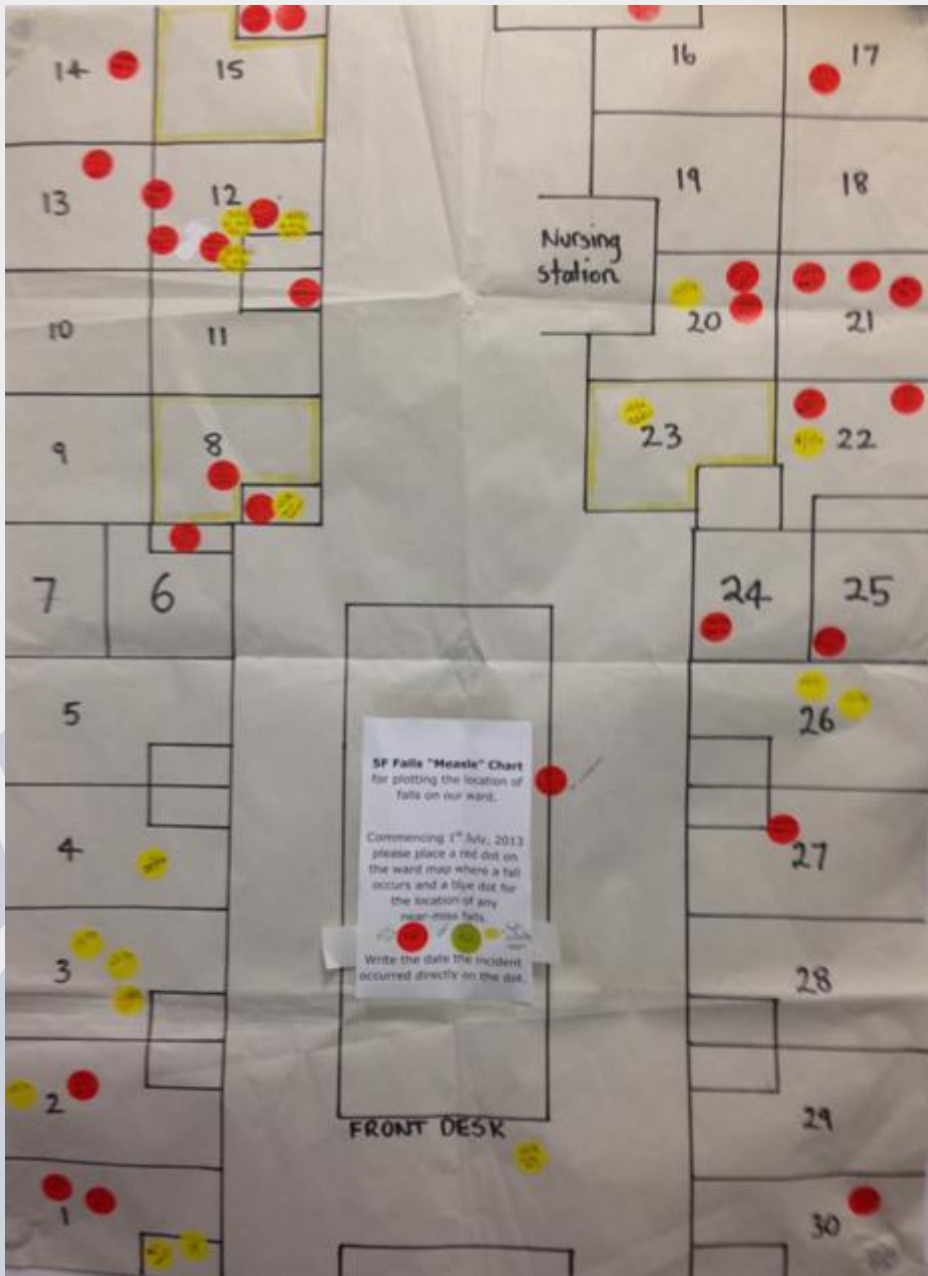 14
15
16
17
13
12
19
18
Nursing
station
10
11
20
21
9
8
23
22
7
6
24
25
5
26
5F Falls "Measle" Chart
for plotting the location of
falls on our ward.
4
Commencing 1st July, 2013
please place a red dot on
the ward map where a fall
occurs and a blue dot for
the location of any
near-miss falls.
27
3
Write the date the incident
occurred directly on the dot.
28
2
FRONT DESK
29
1
30